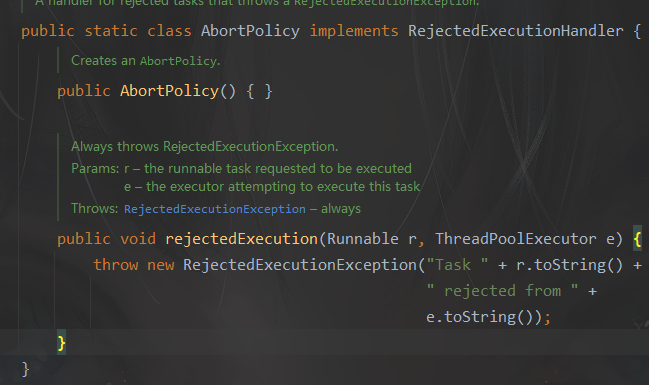 A handler for rejected tasks that throws a RejectedExecutionException.
public static class AbortPolicy implements RejectedExecutionHandler {
Creates an AbortPolicy.
public AbortPolicy() { }
Always throws RejectedExecutionException.
Params: r – the runnable task requested to be executed
e – the executor attempting to execute this task
Throws: RejectedExecutionException – always
public void rejectedExecution(Runnable r, ThreadPoolExecutor e) {
throw new RejectedExecutionException("Task " + r.toString() +
" rejected from " +
e.toString());
}
}